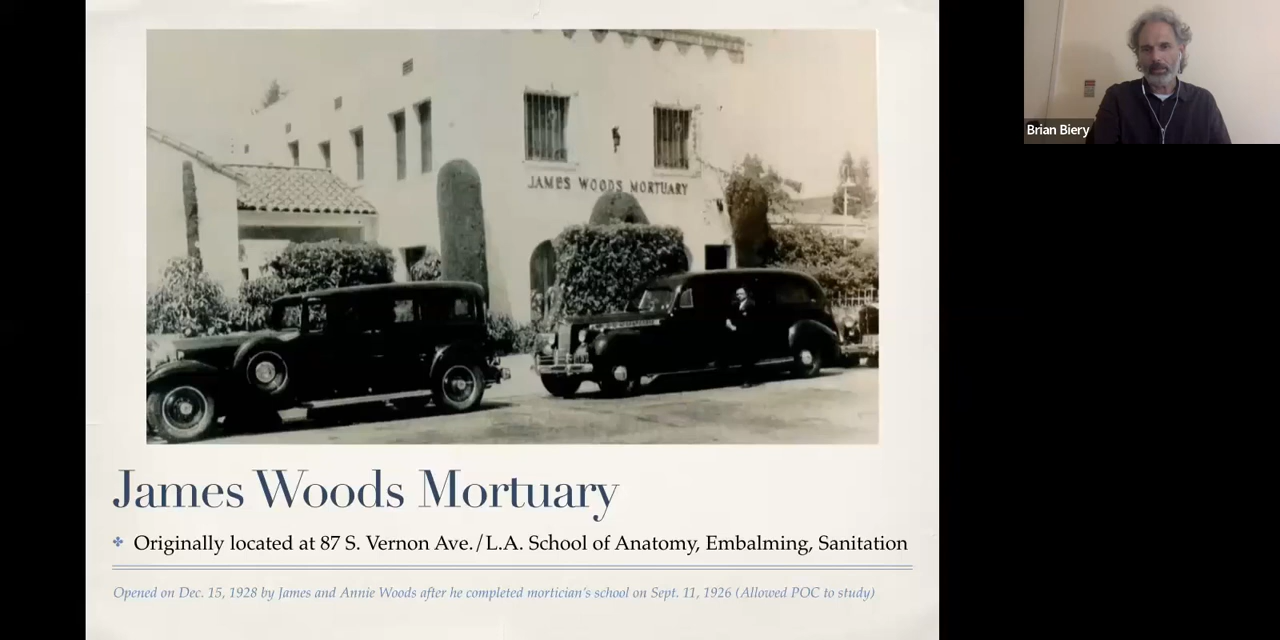 JAMES WOODS MORTUARY
Brian Biery
James Woods Mortuary
Originally located at 87 S. Vernon Ave./L.A. School of Anatomy, Embalming, Sanitation
Opened on Dec. 15, 1928 by James and Annie Woods after he completed mortician's school on Sept. 11, 1926 (Allowed POC to study)